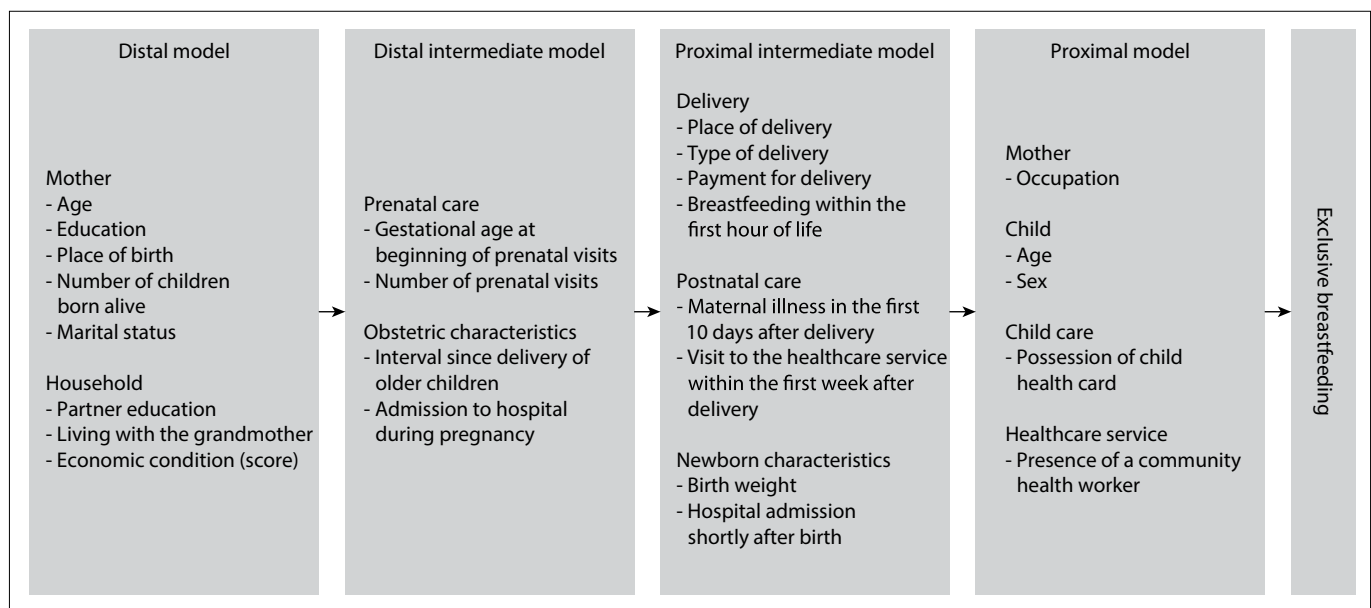 Distal model
Mother
- Age
- Education
- Place of birth
- Number of children
born alive
- Marital status
Household
- Partner education
- Living with the grandmother
- Economic condition (score)
Distal intermediate model
Prenatal care
- Gestational age at
beginning of prenatal visits
- Number of prenatal visits
Obstetric characteristics
- Interval since delivery of
older children
- Admission to hospital
during pregnancy
Proximal intermediate model
Delivery
- Place of delivery
- Type of delivery
- Payment for delivery
- Breastfeeding within the
first hour of life
Postnatal care
- Maternal illness in the first
10 days after delivery
- Visit to the healthcare service
within the first week after
delivery
Newborn characteristics
- Birth weight
- Hospital admission
shortly after birth
Proximal model
Mother
- Occupation
Child
- Age
- Sex
Child care
- Possession of child
health card
Healthcare service
- Presence of a community
health worker
Exclusive breastfeeding